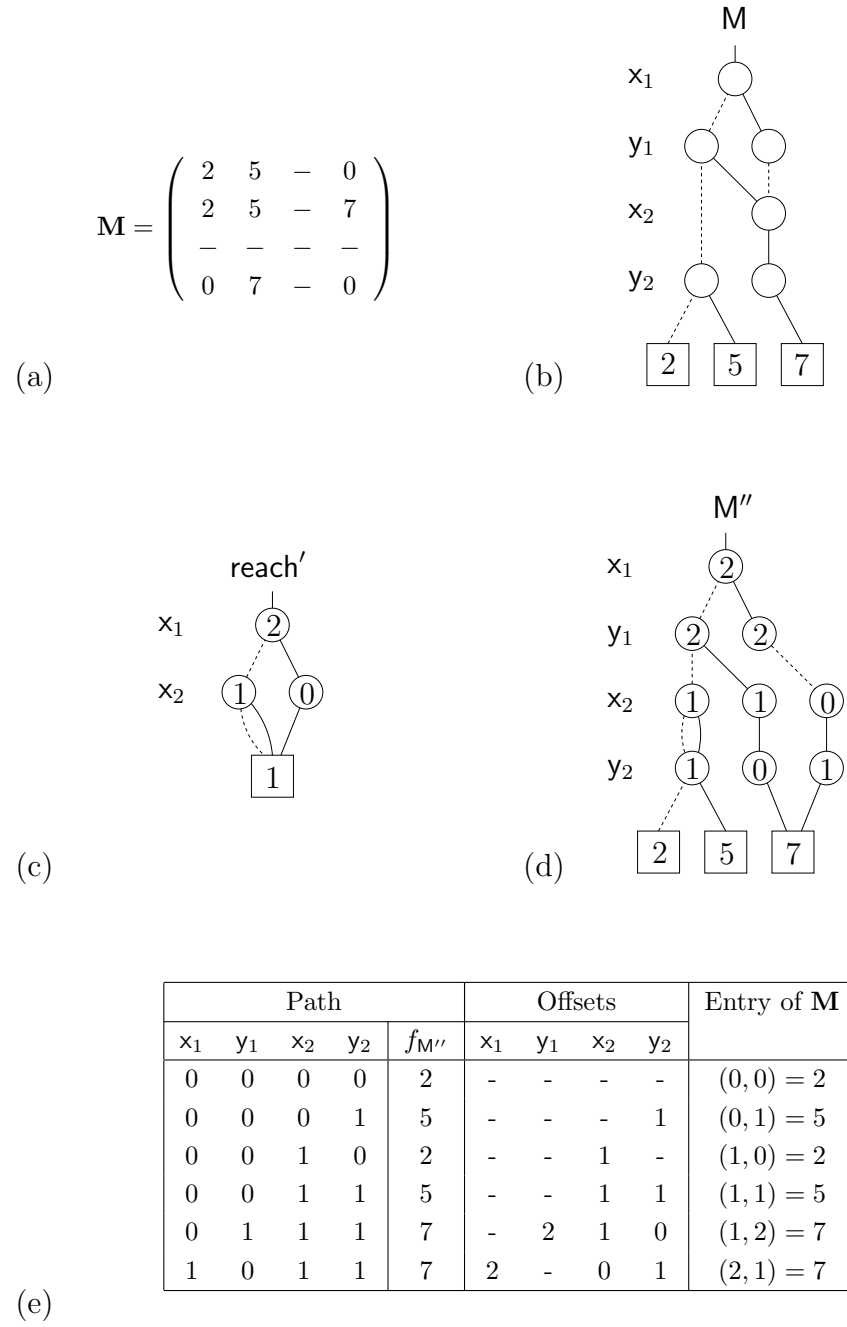 M
x₁
y₁
x₂
y₂
2 5 7
M = ( 2 5 − 0
2 5 − 7
− − − −
0 7 − 0 )
(a) (b)
reach′
x₁ 2
x₂ 1 0
1
(c)
M′′
x₁ 2
y₁ 2 2
x₂ 1 1 0
y₂ 1 0 1
2 5 7
(d)
Path Offsets Entry of M
x₁ y₁ x₂ y₂ f_M′′ x₁ y₁ x₂ y₂
0 0 0 0 2 - - - - (0, 0) = 2
0 0 0 1 5 - - - 1 (0, 1) = 5
0 0 1 0 2 - - 1 - (1, 0) = 2
0 0 1 1 5 - - 1 1 (1, 1) = 5
0 1 1 1 7 - 2 1 0 (1, 2) = 7
1 0 1 1 7 2 - 0 1 (2, 1) = 7
(e)